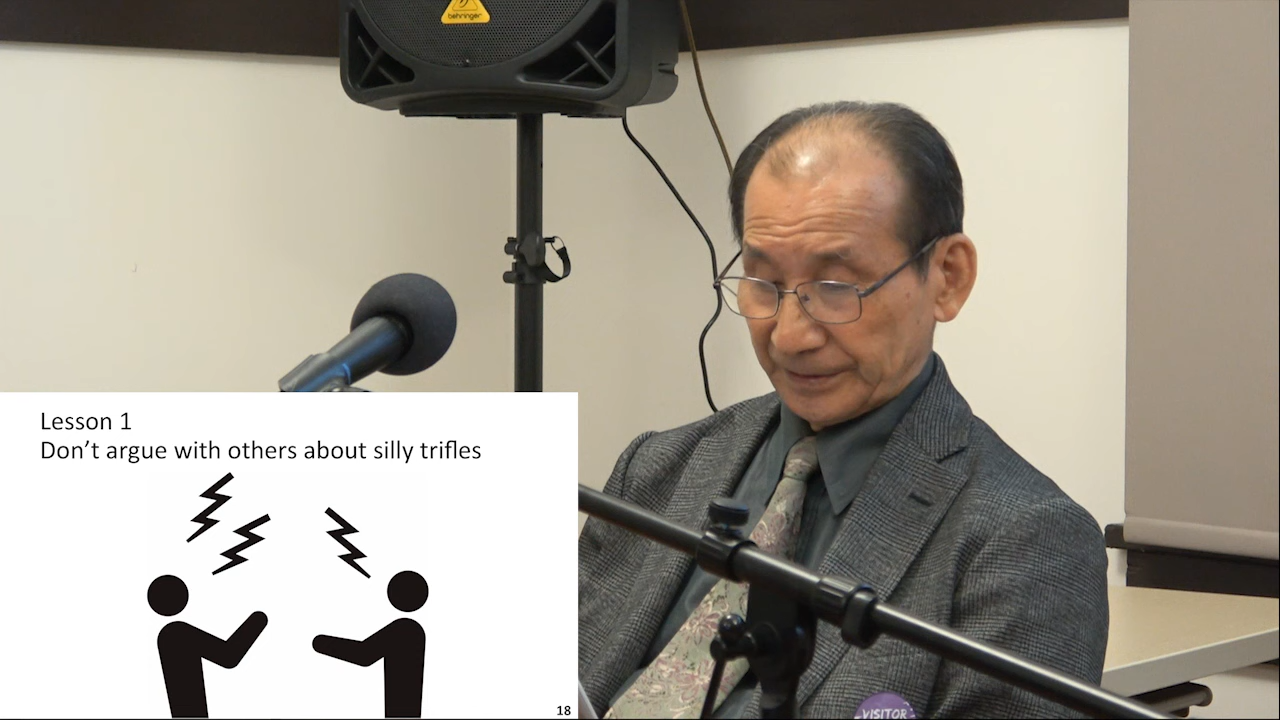 behringer
Lesson 1
Don’t argue with others about silly trifles
18
VISITOR